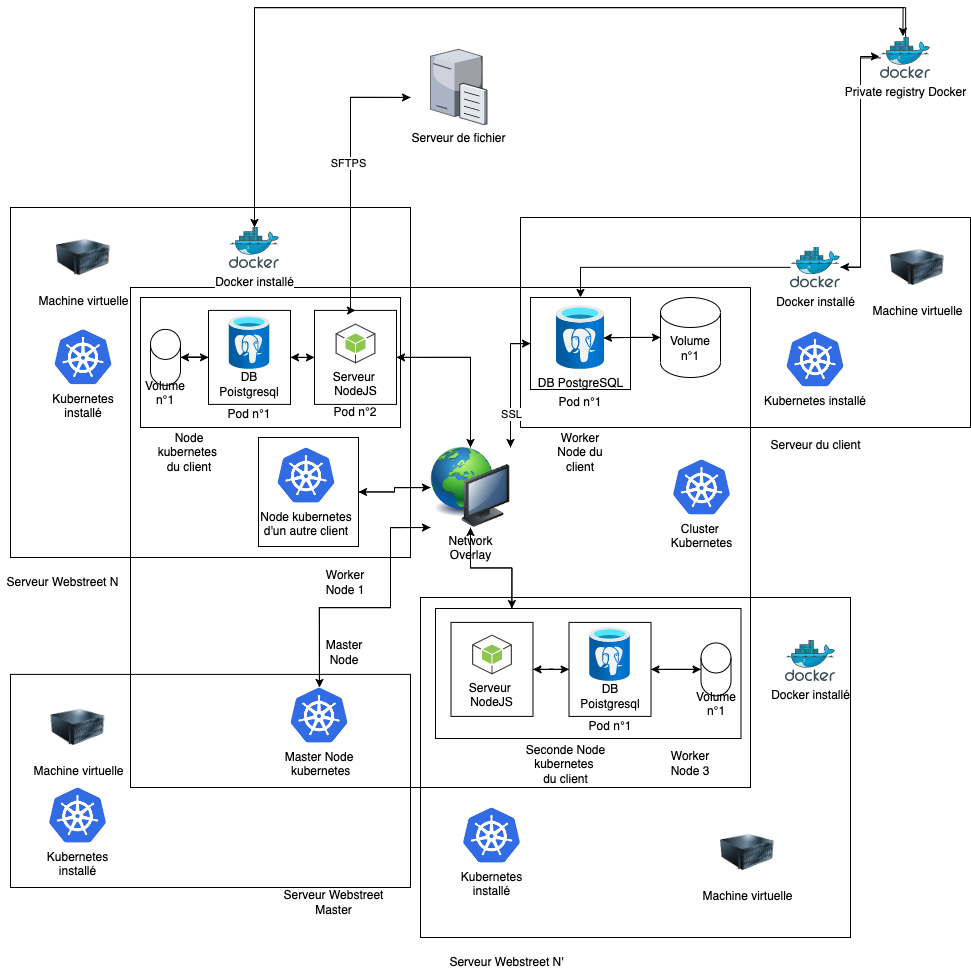 docker
Private registry Docker
Serveur de fichier
SFTPS
Machine virtuelle
docker
Docker installé
Kubernetes
installé
Volume
n°1
DB
Poistgresql
Pod n°1
Serveur
NodeJS
Pod n°2
Node
kubernetes
du client
Node kubernetes
d'un autre client
Serveur Webstreet N
Worker
Node 1
docker
Docker installé
Machine virtuelle
Kubernetes installé
DB PostgreSQL
Pod n°1
Volume
n°1
SSL
Worker
Node du
client
Serveur du client
Network
Overlay
Cluster
Kubernetes
Master
Node
Master Node
kubernetes
Machine virtuelle
Kubernetes
installé
Serveur Webstreet
Master
Serveur
NodeJS
DB
Poistgresql
Pod n°1
Volume
n°1
docker
Docker installé
Seconde Node
kubernetes
du client
Worker
Node 3
Kubernetes
installé
Machine virtuelle
Serveur Webstreet N'